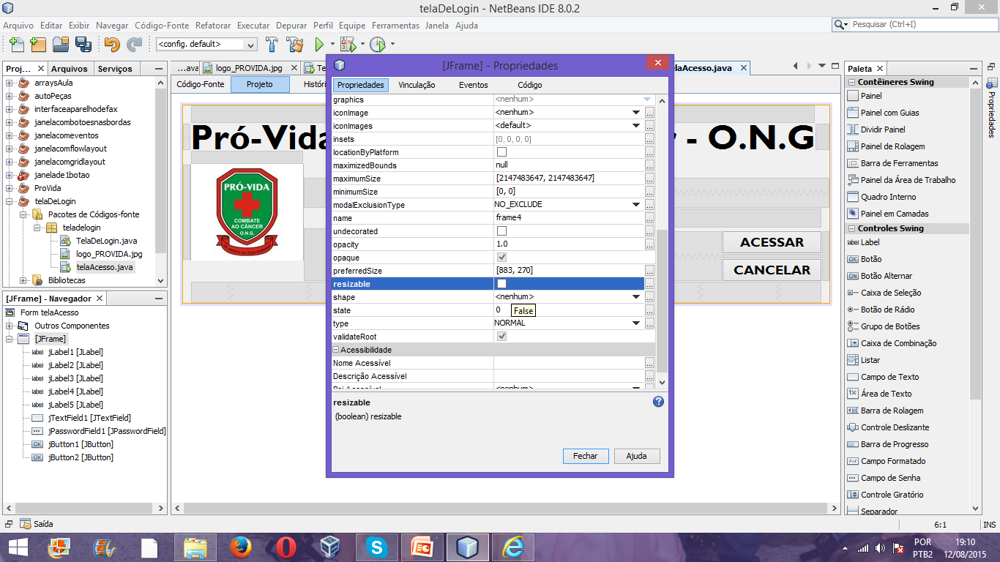 telaDeLogin - NetBeans IDE 8.0.2
Arquivo Editar Exibir Navegar Código-Fonte Refatorar Executar Depurar Perfil Equipe Ferramentas Janela Ajuda
Pesquisar (Ctrl+I)
<config. default>
Proj... Arquivos Serviços
arraysAula
autoPeças
interfaceaparelhodefax
janelacombotoesnasbordas
janelacomeventos
janelacomflowlayout
janelacomgridlayout
janelade1botao
ProVida
telaDeLogin
Pacotes de Códigos-fonte
teladelogin
TelaDeLogin.java
logo_PROVIDA.jpg
telaAcesso.java
Bibliotecas
[JFrame] - Navegador
Form telaAcesso
Outros Componentes
[JFrame]
jLabel1 [JLabel]
jLabel2 [JLabel]
jLabel3 [JLabel]
jLabel4 [JLabel]
jLabel5 [JLabel]
jTextField1 [JTextField]
jPasswordField1 [JPasswordField]
jButton1 [JButton]
jButton2 [JButton]
...ava logo_PROVIDA.jpg Te elaAcesso.java
Código-Fonte Projeto Históri
Pró-Vida r - O.N.G
PRÓ-VIDA
COMBATE
AO CÂNCER
O.N.G.
ACESSAR
CANCELAR
[JFrame] - Propriedades
Propriedades Vinculação Eventos Código
graphics <nenhum>
iconImage <nenhum>
iconImages <default>
insets [0, 0, 0, 0]
locationByPlatform
maximizedBounds null
maximumSize [2147483647, 2147483647]
minimumSize [0, 0]
modalExclusionType NO_EXCLUDE
name frame4
undecorated
opacity 1.0
opaque
preferredSize [883, 270]
resizable
shape <nenhum>
state 0
False
type NORMAL
validateRoot
Acessibilidade
Nome Acessível
Descrição Acessível
Pai Acessível <nenhum>
resizable
(boolean) resizable
Fechar Ajuda
Paleta
Contêineres Swing
Painel
Painel com Guias
Dividir Painel
Painel de Rolagem
Barra de Ferramentas
Painel da Área de Trabalho
Quadro Interno
Painel em Camadas
Controles Swing
label Label
OK Botão
ON Botão Alternar
Caixa de Seleção
Botão de Rádio
Grupo de Botões
Caixa de Combinação
Listar
Campo de Texto
Área de Texto
Barra de Rolagem
Controle Deslizante
Barra de Progresso
Campo Formatado
Campo de Senha
Controle Giratório
Separador
Propriedades
Saída
6:1 INS
POR
PTB2
19:10
12/08/2015